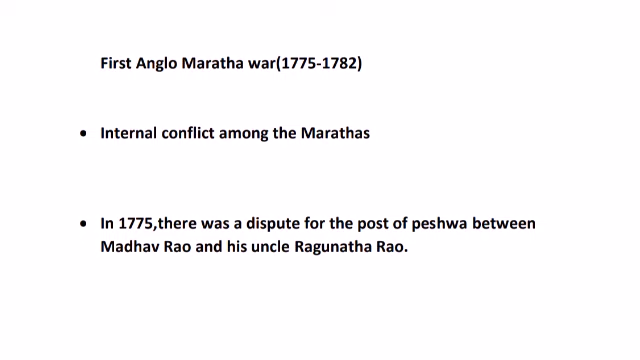 First Anglo Maratha war(1775-1782)
• Internal conflict among the Marathas
• In 1775,there was a dispute for the post of peshwa between
Madhav Rao and his uncle Ragunatha Rao.